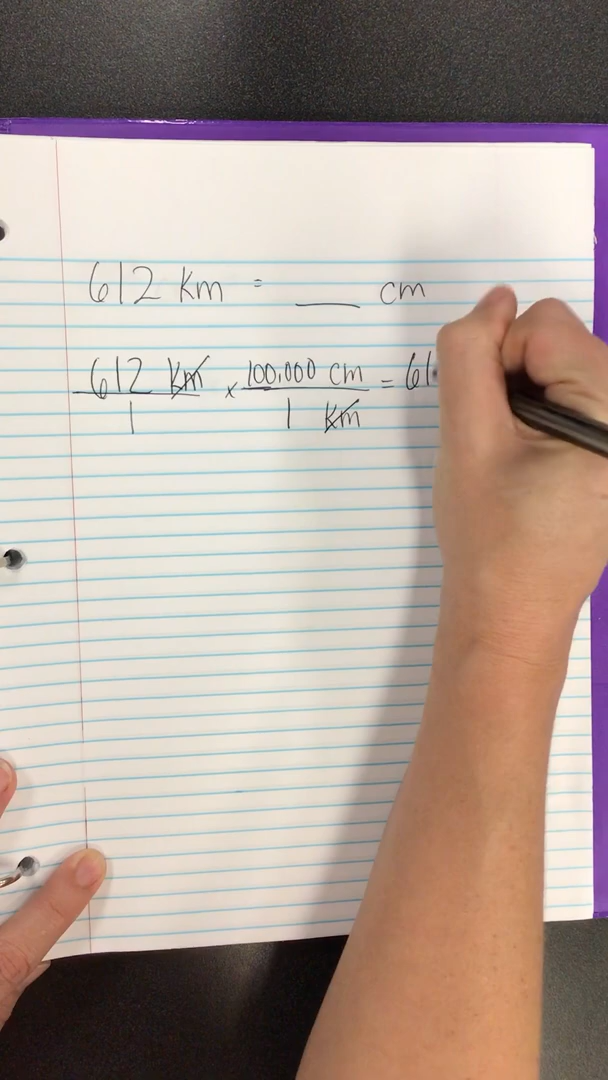 612 km = ___ cm
612 km × 100,000 cm = 61
1 1 km